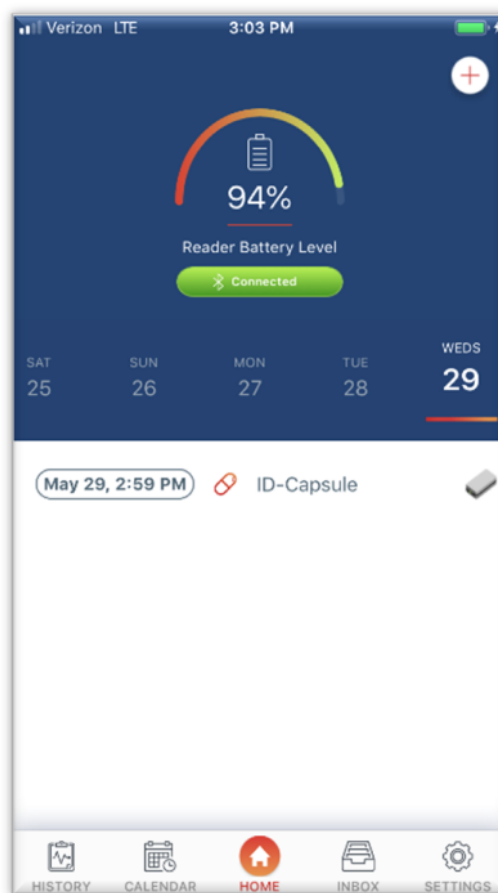 Verizon LTE 3:03 PM
94%
Reader Battery Level
Connected
SAT SUN MON TUE WEDS
25 26 27 28 29
May 29, 2:59 PM ID-Capsule
HISTORY CALENDAR HOME INBOX SETTINGS